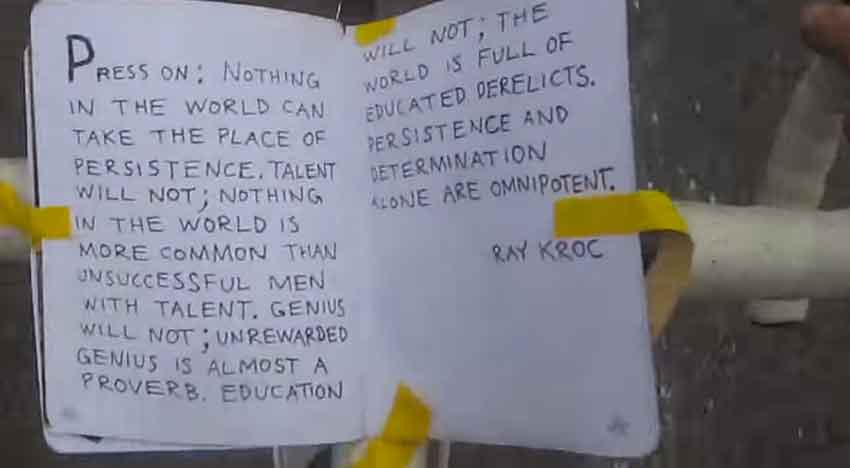 PRESS ON: NOTHING
IN THE WORLD CAN
TAKE THE PLACE OF
PERSISTENCE. TALENT
WILL NOT; NOTHING
IN THE WORLD IS
MORE COMMON THAN
UNSUCCESSFUL MEN
WITH TALENT. GENIUS
WILL NOT; UNREWARDED
GENIUS IS ALMOST A
PROVERB. EDUCATION
WILL NOT; THE
WORLD IS FULL OF
EDUCATED DERELICTS.
PERSISTENCE AND
DETERMINATION
ALONE ARE OMNIPOTENT.
RAY KROC